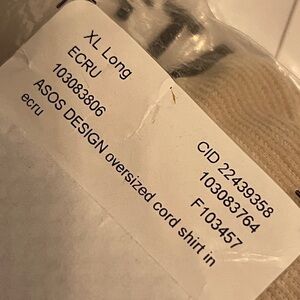 XL Long
ECRU
103083806
ASOS DESIGN oversized cord shirt in
ecru
CID 22439358
103083764
F103457